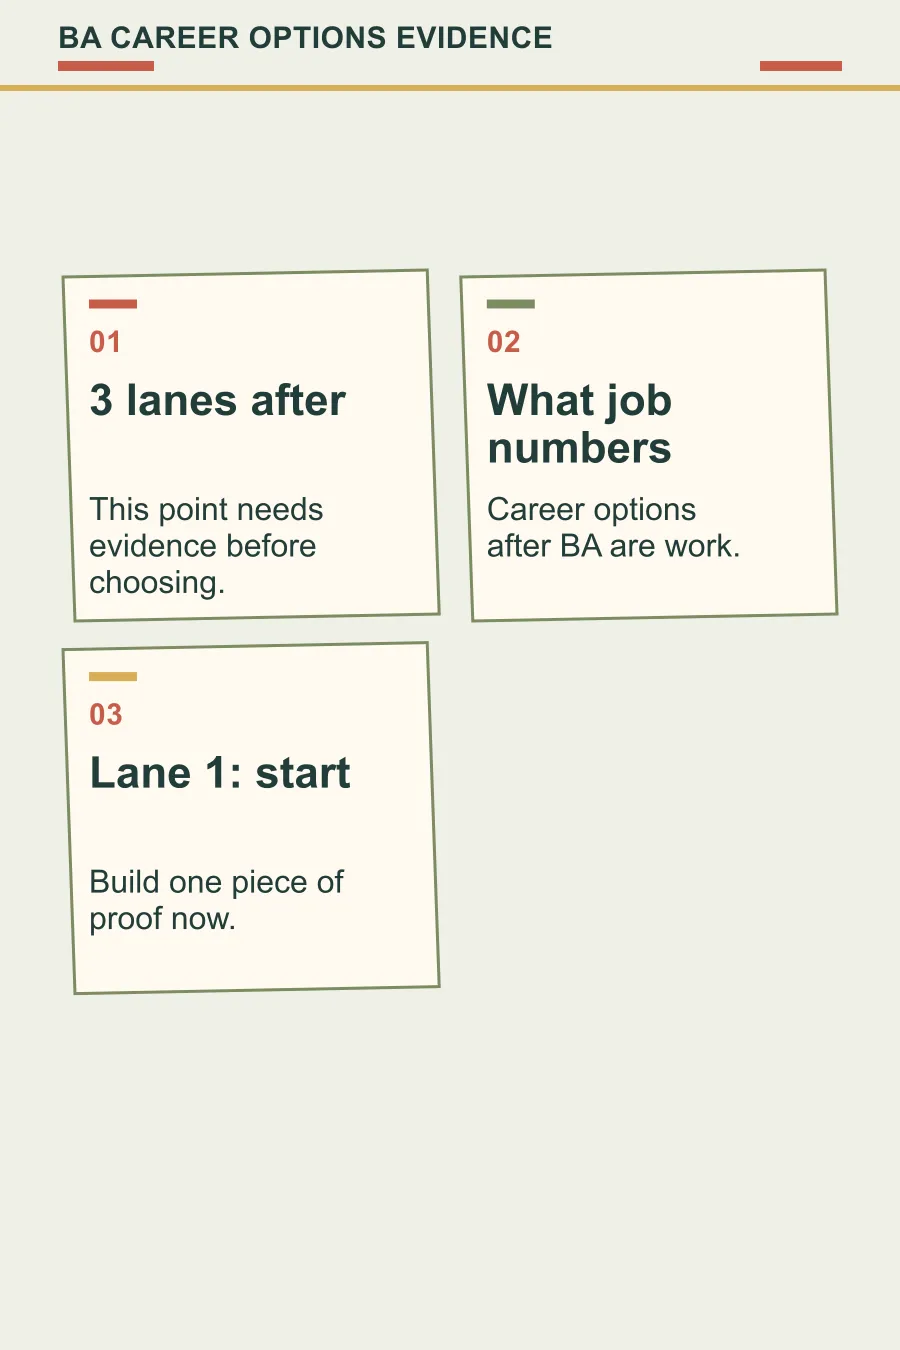 BA CAREER OPTIONS EVIDENCE
01
3 lanes after
This point needs
evidence before
choosing.
02
What job
numbers
Career options
after BA are work.
03
Lane 1: start
Build one piece of
proof now.